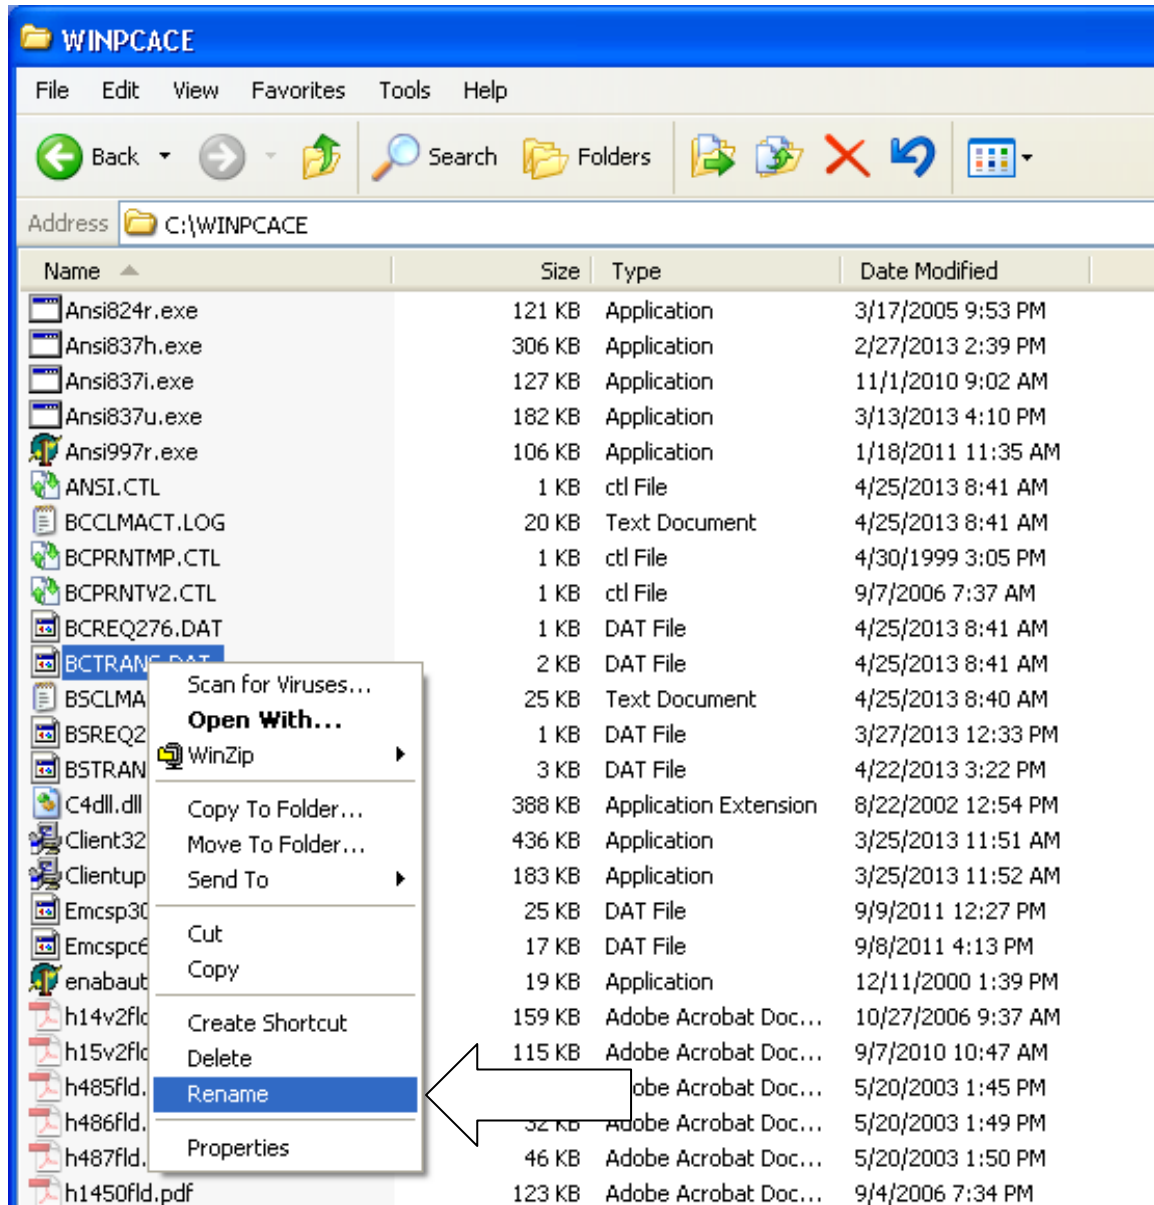 WINPCACE
File Edit View Favorites Tools Help
Back Search Folders
Address C:\WINPCACE
Name Size Type Date Modified
Ansi824r.exe 121 KB Application 3/17/2005 9:53 PM
Ansi837h.exe 306 KB Application 2/27/2013 2:39 PM
Ansi837i.exe 127 KB Application 11/1/2010 9:02 AM
Ansi837u.exe 182 KB Application 3/13/2013 4:10 PM
Ansi997r.exe 106 KB Application 1/18/2011 11:35 AM
ANSI.CTL 1 KB ctl File 4/25/2013 8:41 AM
BCCLMACT.LOG 20 KB Text Document 4/25/2013 8:41 AM
BCPRNTMP.CTL 1 KB ctl File 4/30/1999 3:05 PM
BCPRNTV2.CTL 1 KB ctl File 9/7/2006 7:37 AM
BCREQ276.DAT 1 KB DAT File 4/25/2013 8:41 AM
BCTRANS.DAT 2 KB DAT File 4/25/2013 8:41 AM
BSCLMA 25 KB Text Document 4/25/2013 8:40 AM
BSREQ2 1 KB DAT File 3/27/2013 12:33 PM
BSTRAN 3 KB DAT File 4/22/2013 3:22 PM
C4dll.dll 388 KB Application Extension 8/22/2002 12:54 PM
Client32 436 KB Application 3/25/2013 11:51 AM
Clientup 183 KB Application 3/25/2013 11:52 AM
Emcsp30 25 KB DAT File 9/9/2011 12:27 PM
Emcspc6 17 KB DAT File 9/8/2011 4:13 PM
enabaut 19 KB Application 12/11/2000 1:39 PM
h14v2fld 159 KB Adobe Acrobat Doc... 10/27/2006 9:37 AM
h15v2fld 115 KB Adobe Acrobat Doc... 9/7/2010 10:47 AM
h485fld. obe Acrobat Doc... 5/20/2003 1:45 PM
h486fld. 32 KB Adobe Acrobat Doc... 5/20/2003 1:49 PM
h487fld. 46 KB Adobe Acrobat Doc... 5/20/2003 1:50 PM
h1450fld.pdf 123 KB Adobe Acrobat Doc... 9/4/2006 7:34 PM
Scan for Viruses...
Open With...
WinZip
Copy To Folder...
Move To Folder...
Send To
Cut
Copy
Create Shortcut
Delete
Rename
Properties